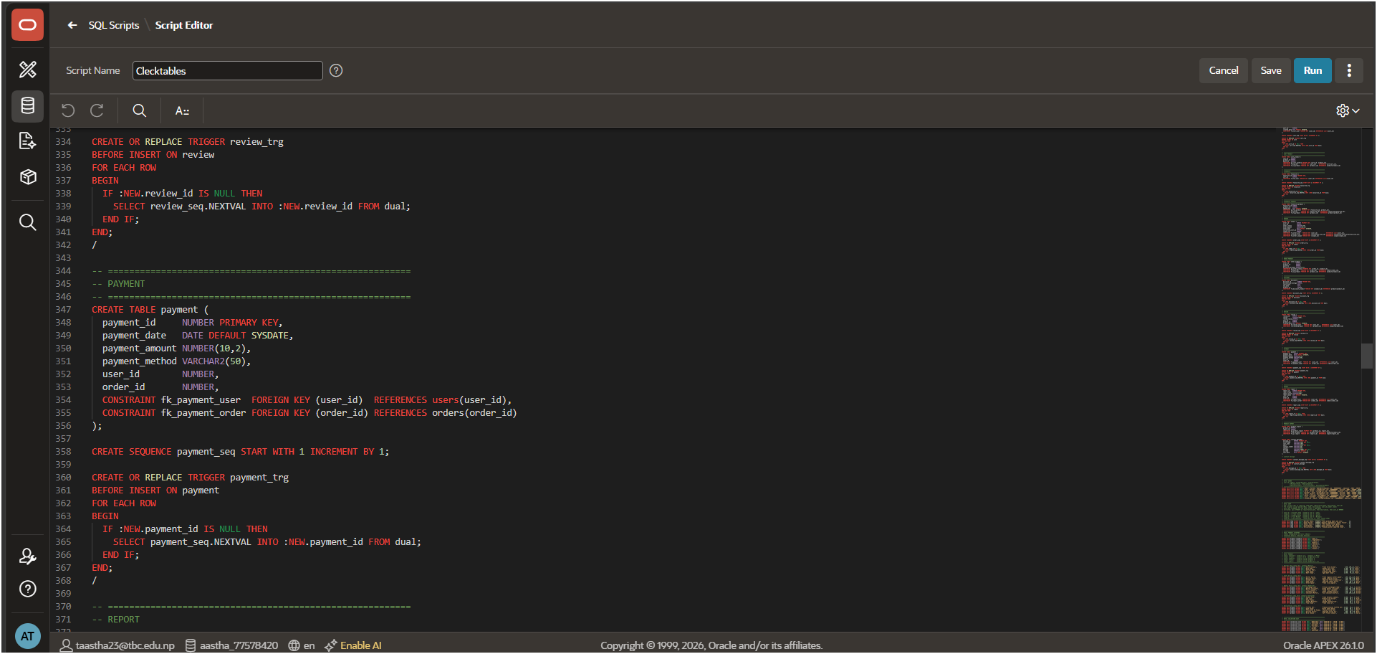 SQL Scripts \ Script Editor
Script Name Clecktables
Cancel Save Run
334 CREATE OR REPLACE TRIGGER review_trg
335 BEFORE INSERT ON review
336 FOR EACH ROW
337 BEGIN
338 IF :NEW.review_id IS NULL THEN
339 SELECT review_seq.NEXTVAL INTO :NEW.review_id FROM dual;
340 END IF;
341 END;
342 /
343
344 -- =========================================================
345 -- PAYMENT
346 -- =========================================================
347 CREATE TABLE payment (
348 payment_id NUMBER PRIMARY KEY,
349 payment_date DATE DEFAULT SYSDATE,
350 payment_amount NUMBER(10,2),
351 payment_method VARCHAR2(50),
352 user_id NUMBER,
353 order_id NUMBER,
354 CONSTRAINT fk_payment_user FOREIGN KEY (user_id) REFERENCES users(user_id),
355 CONSTRAINT fk_payment_order FOREIGN KEY (order_id) REFERENCES orders(order_id)
356 );
357
358 CREATE SEQUENCE payment_seq START WITH 1 INCREMENT BY 1;
359
360 CREATE OR REPLACE TRIGGER payment_trg
361 BEFORE INSERT ON payment
362 FOR EACH ROW
363 BEGIN
364 IF :NEW.payment_id IS NULL THEN
365 SELECT payment_seq.NEXTVAL INTO :NEW.payment_id FROM dual;
366 END IF;
367 END;
368 /
369
370 -- =========================================================
371 -- REPORT
AT taastha23@tbc.edu.np aastha_77578420 en Enable AI Copyright © 1999, 2026, Oracle and/or its affiliates. Oracle APEX 26.1.0